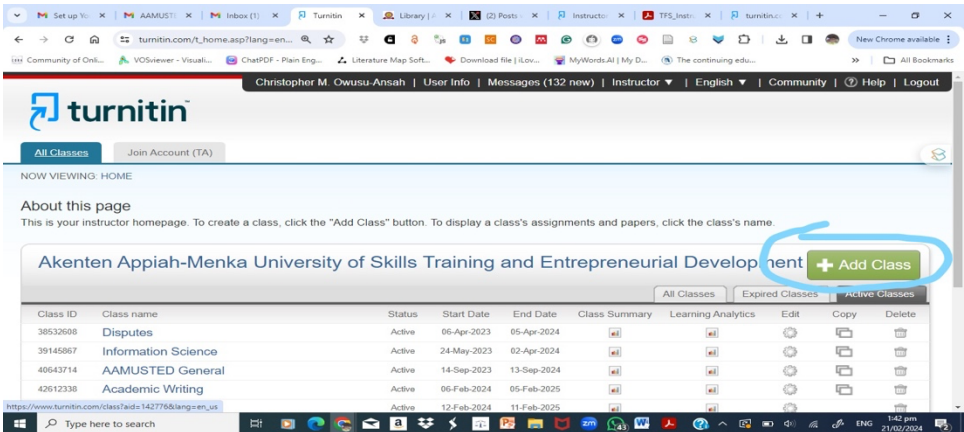 Set up Yo
AAMUSTE
Inbox (1)
Turnitin
Library | A
(2) Posts
Instructor
TFS_Instru
turnitin.co
turnitin.com/t_home.asp?lang=en...
New Chrome available
Community of Onli...
VOSviewer - Visuali...
ChatPDF - Plain Eng...
Literature Map Soft...
Download file | iLov...
MyWords.AI | My D...
The continuing edu...
All Bookmarks
Christopher M. Owusu-Ansah | User Info | Messages (132 new) | Instructor ▼ | English ▼ | Community | ? Help | Logout
turnitin
All Classes Join Account (TA)
NOW VIEWING: HOME
About this page
This is your instructor homepage. To create a class, click the "Add Class" button. To display a class's assignments and papers, click the class's name.
Akenten Appiah-Menka University of Skills Training and Entrepreneurial Development + Add Class
All Classes Expired Classes Active Classes
Class ID Class name Status Start Date End Date Class Summary Learning Analytics Edit Copy Delete
38532608 Disputes Active 06-Apr-2023 05-Apr-2024
39145867 Information Science Active 24-May-2023 02-Apr-2024
40643714 AAMUSTED General Active 14-Sep-2023 13-Sep-2024
42612338 Academic Writing Active 06-Feb-2024 05-Feb-2025
https://www.turnitin.com/class?aid=142776&lang=en_us Active 12-Feb-2024 11-Feb-2025
Type here to search
ENG
1:42 pm
21/02/2024